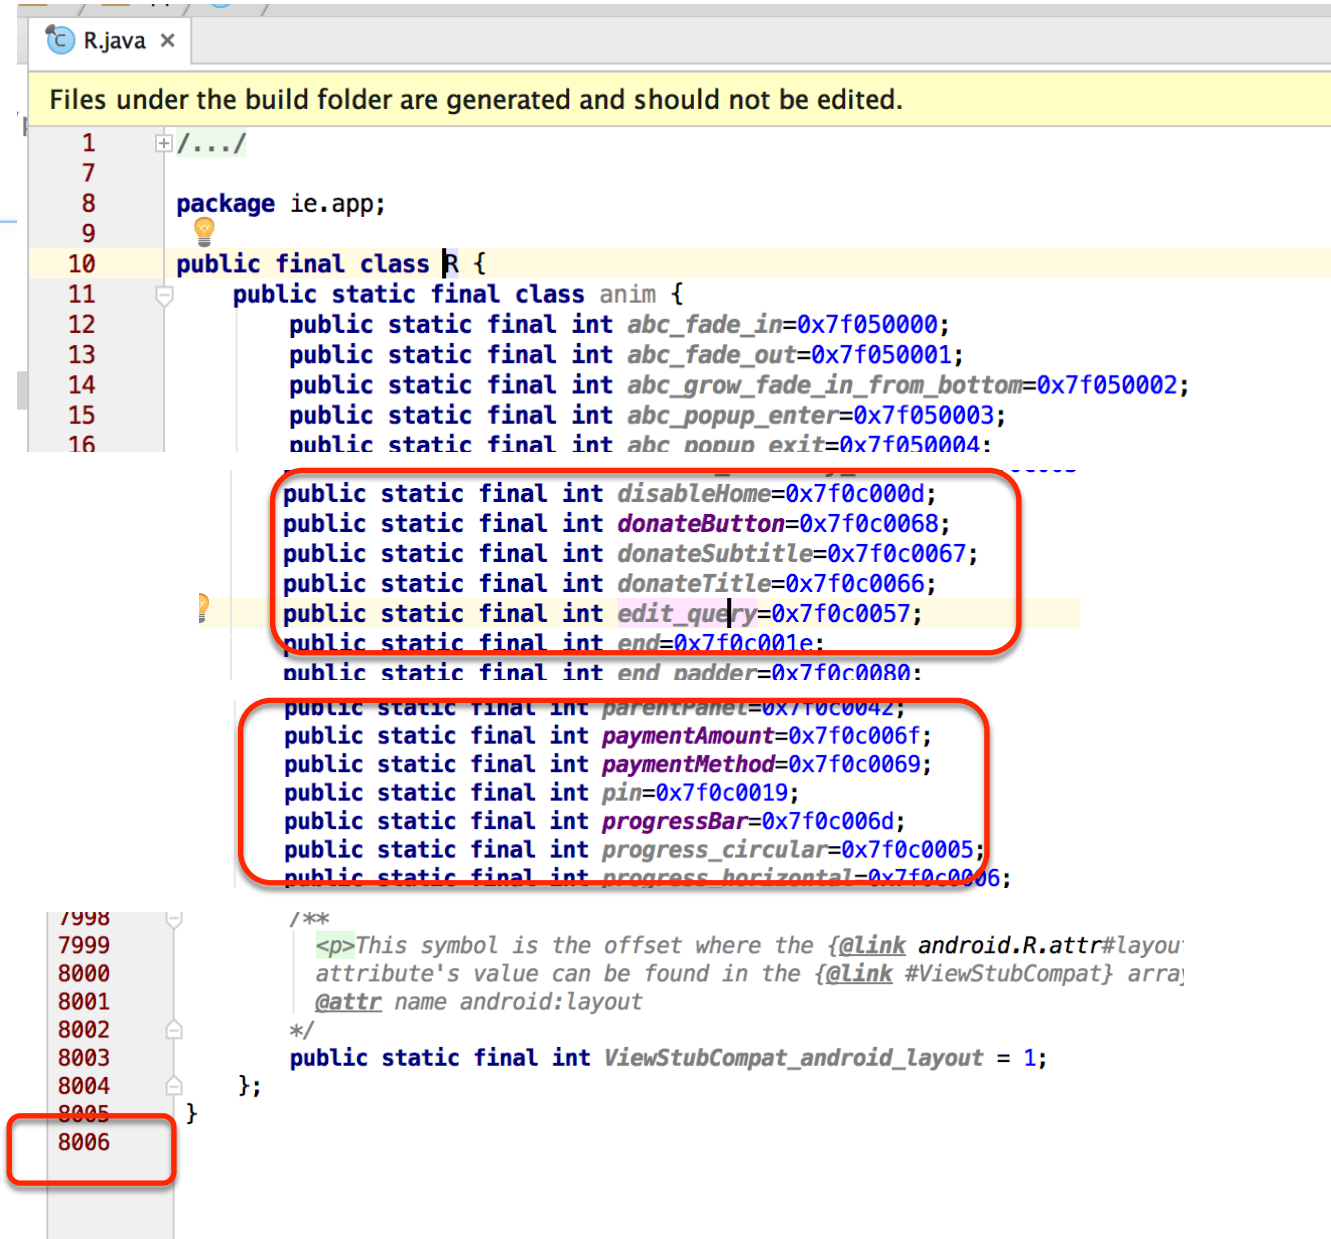 R.java ×
Files under the build folder are generated and should not be edited.
1 /.../
7
8 package ie.app;
9
10 public final class R {
11 public static final class anim {
12 public static final int abc_fade_in=0x7f050000;
13 public static final int abc_fade_out=0x7f050001;
14 public static final int abc_grow_fade_in_from_bottom=0x7f050002;
15 public static final int abc_popup_enter=0x7f050003;
16 public static final int abc_popup_exit=0x7f050004;
public static final int disableHome=0x7f0c000d;
public static final int donateButton=0x7f0c0068;
public static final int donateSubtitle=0x7f0c0067;
public static final int donateTitle=0x7f0c0066;
public static final int edit_query=0x7f0c0057;
public static final int end=0x7f0c001e;
public static final int end_padder=0x7f0c0080;
public static final int parentPanel=0x7f0c0042;
public static final int paymentAmount=0x7f0c006f;
public static final int paymentMethod=0x7f0c0069;
public static final int pin=0x7f0c0019;
public static final int progressBar=0x7f0c006d;
public static final int progress_circular=0x7f0c0005;
public static final int progress_horizontal=0x7f0c0006;
7998 /**
7999 <p>This symbol is the offset where the {@link android.R.attr#layou
8000 attribute's value can be found in the {@link #ViewStubCompat} array
8001 @attr name android:layout
8002 */
8003 public static final int ViewStubCompat_android_layout = 1;
8004 };
8005 }
8006